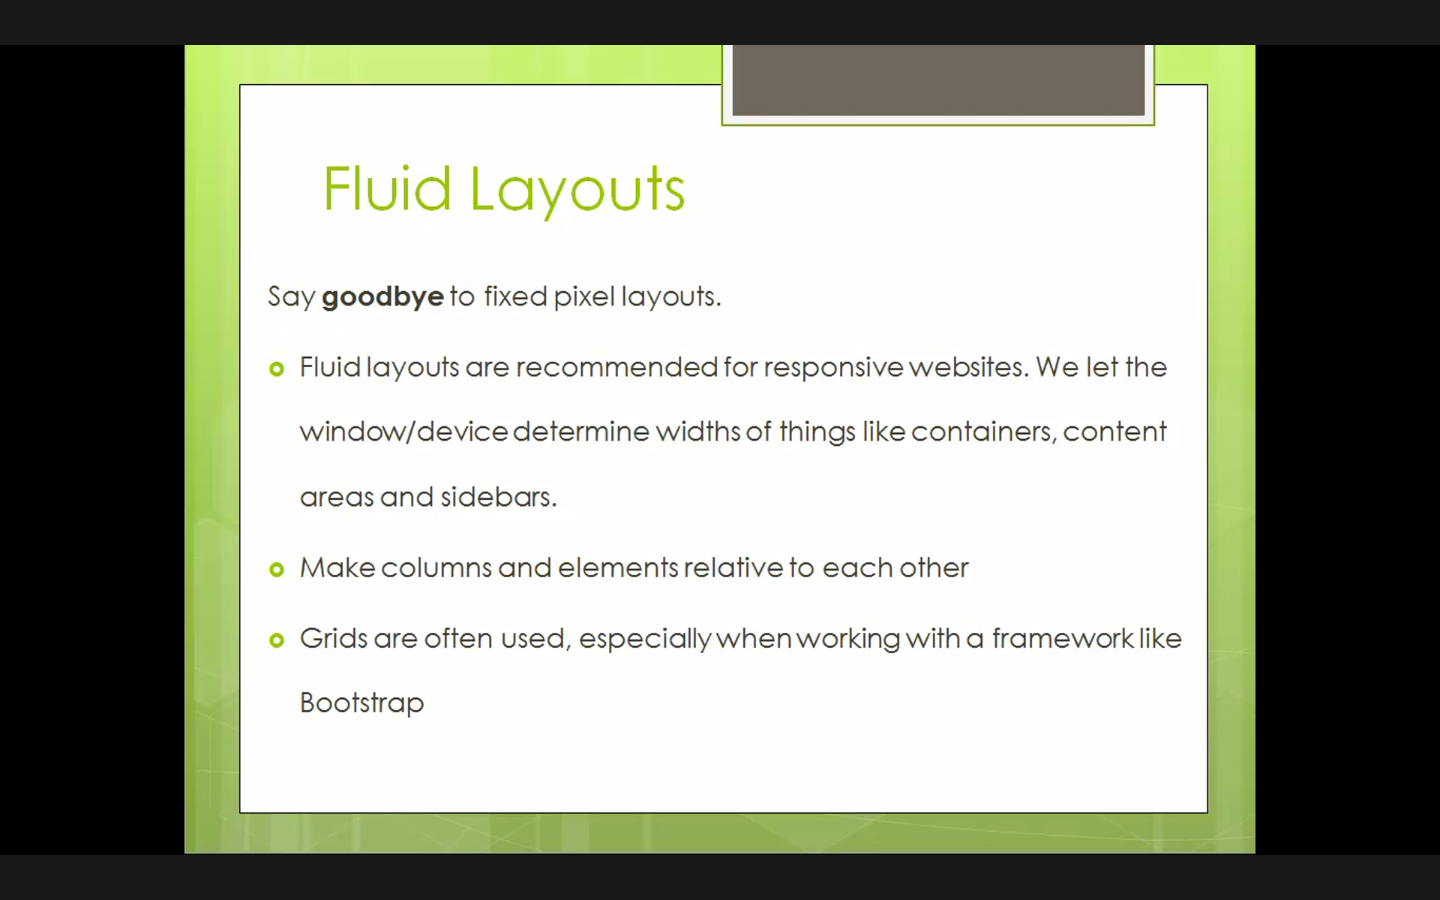 Fluid Layouts
Say goodbye to fixed pixel layouts.
Fluid layouts are recommended for responsive websites. We let the
window/device determine widths of things like containers, content
areas and sidebars.
Make columns and elements relative to each other
Grids are often used, especially when working with a framework like
Bootstrap